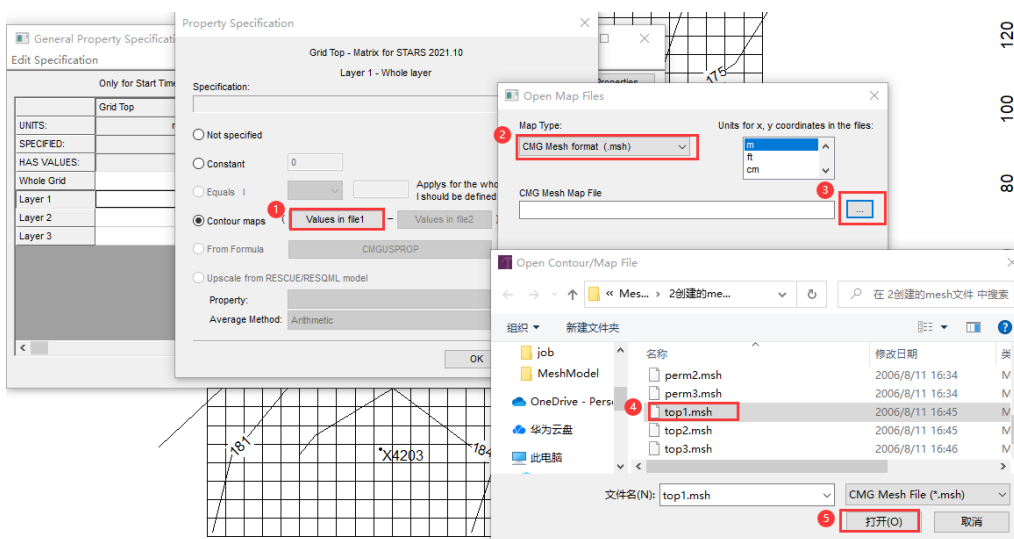 General Property Specificati
Edit Specification
Only for Start Time
Grid Top
UNITS:
SPECIFIED:
HAS VALUES:
Whole Grid
Layer 1
Layer 2
Layer 3
Property Specification
Grid Top - Matrix for STARS 2021.10
Layer 1 - Whole layer
Specification:
Not specified
Constant
0
Equals I
Applys for the who
I should be defined
1
Contour maps ( Values in file1 - Values in file2 )
From Formula
CMGUSPROP
Upscale from RESCUE/RESQML model
Property:
Average Method:
Arithmetic
OK
Open Map Files
Map Type:
Units for x, y coordinates in the files:
2
CMG Mesh format (.msh)
m
ft
cm
CMG Mesh Map File
3
...
Open Contour/Map File
« Mes... › 2创建的me...
在 2创建的mesh文件 中搜索
组织
新建文件夹
job
MeshModel
OneDrive - Pers
华为云盘
此电脑
名称
修改日期
类
perm2.msh
2006/8/11 16:34
M
perm3.msh
2006/8/11 16:34
M
4
top1.msh
2006/8/11 16:45
M
top2.msh
2006/8/11 16:45
M
top3.msh
2006/8/11 16:46
M
文件名(N):
top1.msh
CMG Mesh File (*.msh)
5
打开(O)
取消
175
181
X4203
184
120
100
80